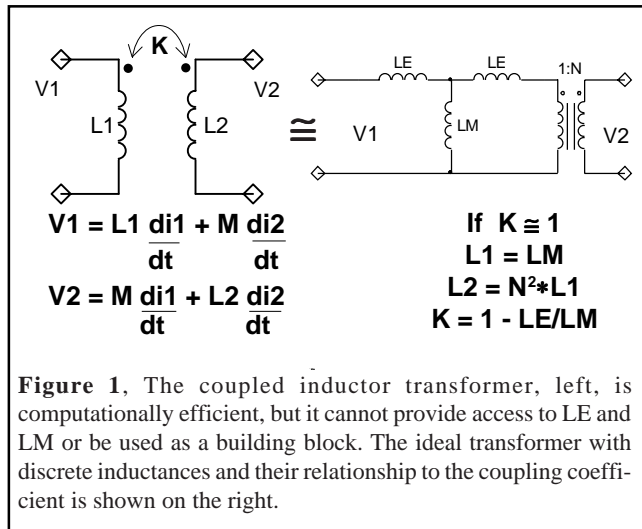 K
V1
V2
L1
L2
≅
LE
LE
1:N
V1
LM
V2
V1 = L1 di1 + M di2
dt dt
V2 = M di1 + L2 di2
dt dt
If K ≅ 1
L1 = LM
L2 = N²*L1
K = 1 - LE/LM
Figure 1, The coupled inductor transformer, left, is
computationally efficient, but it cannot provide access to LE and
LM or be used as a building block. The ideal transformer with
discrete inductances and their relationship to the coupling coeffi-
cient is shown on the right.